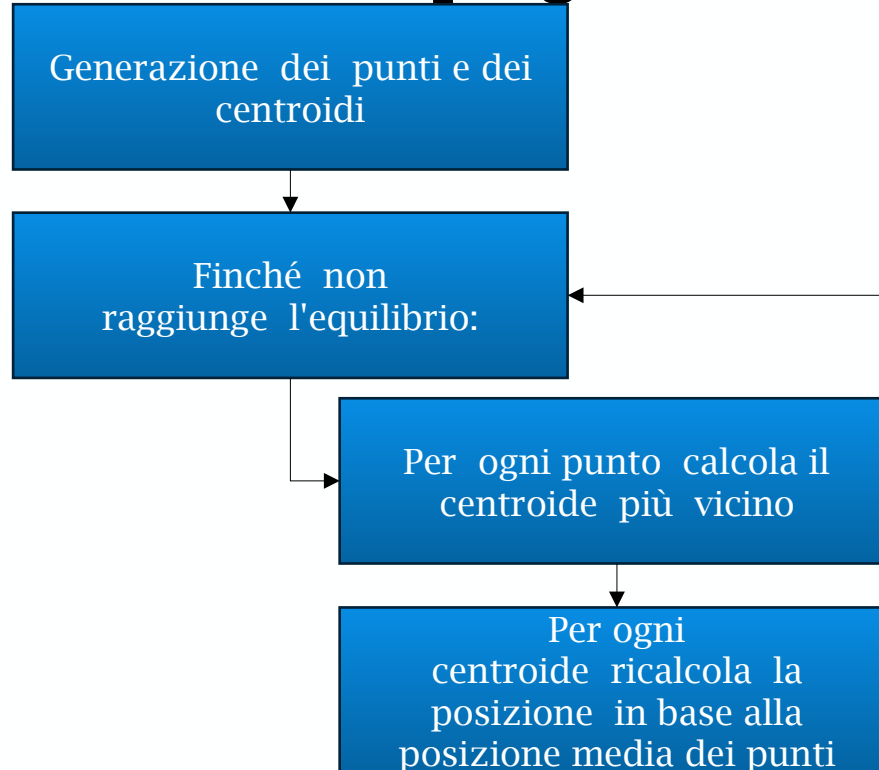 Generazione dei punti e dei
centroidi
Finché non
raggiunge l'equilibrio:
Per ogni punto calcola il
centroide più vicino
Per ogni
centroide ricalcola la
posizione in base alla
posizione media dei punti